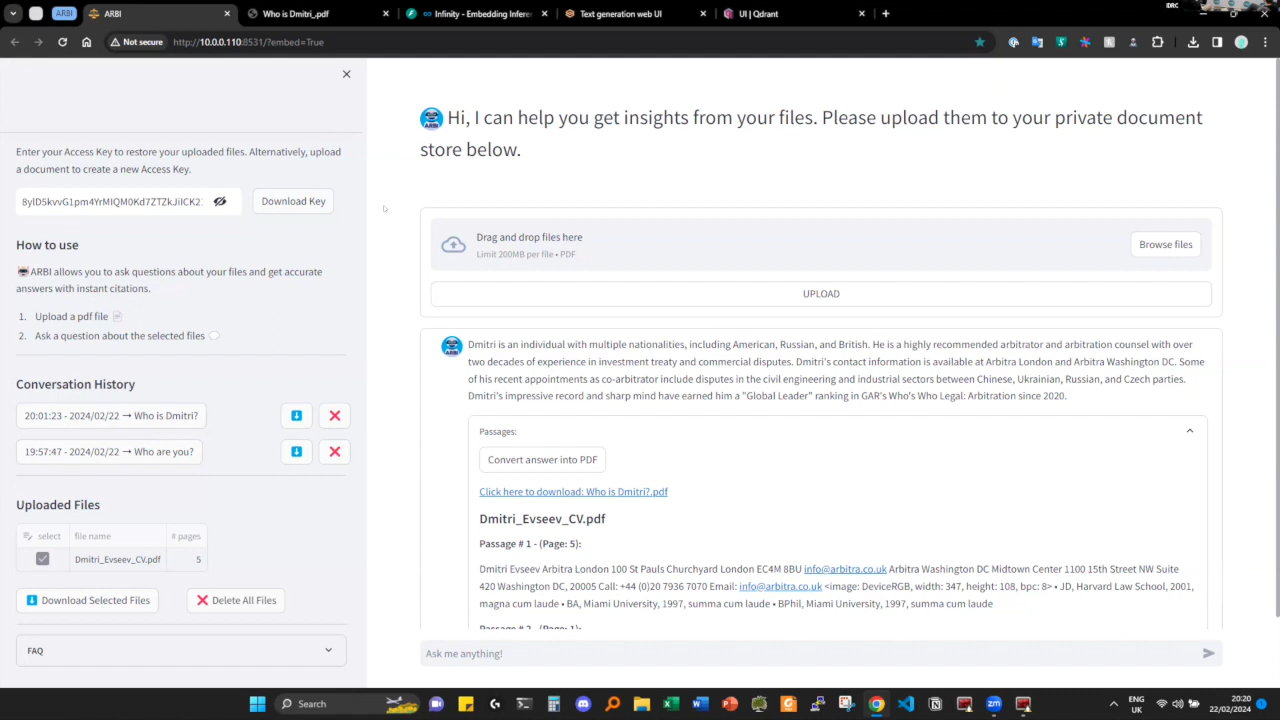 ARBI
ARBI
Who is Dmitri_.pdf
Infinity - Embedding Infere
Text generation web UI
UI | Qdrant
IDRC
Not secure
http://10.0.0.110:8531/?embed=True
Enter your Access Key to restore your uploaded files. Alternatively, upload
a document to create a new Access Key.
Download Key
How to use
ARBI allows you to ask questions about your files and get accurate
answers with instant citations.
1. Upload a pdf file
2. Ask a question about the selected files
Conversation History
20:01:23 - 2024/02/22 → Who is Dmitri?
19:57:47 - 2024/02/22 → Who are you?
Uploaded Files
select file name # pages
Dmitri_Evseev_CV.pdf 5
Download Selected Files
Delete All Files
FAQ
ARBI
Hi, I can help you get insights from your files. Please upload them to your private document
store below.
Drag and drop files here
Limit 200MB per file • PDF
Browse files
UPLOAD
ARBI
Dmitri is an individual with multiple nationalities, including American, Russian, and British. He is a highly recommended arbitrator and arbitration counsel with over
two decades of experience in investment treaty and commercial disputes. Dmitri's contact information is available at Arbitra London and Arbitra Washington DC. Some
of his recent appointments as co-arbitrator include disputes in the civil engineering and industrial sectors between Chinese, Ukrainian, Russian, and Czech parties.
Dmitri's impressive record and sharp mind have earned him a "Global Leader" ranking in GAR's Who's Who Legal: Arbitration since 2020.
Passages:
Convert answer into PDF
Click here to download: Who is Dmitri?.pdf
Dmitri_Evseev_CV.pdf
Passage # 1 - (Page: 5):
Dmitri Evseev Arbitra London 100 St Pauls Churchyard London EC4M 8BU info@arbitra.co.uk Arbitra Washington DC Midtown Center 1100 15th Street NW Suite
420 Washington DC, 20005 Call: +44 (0)20 7936 7070 Email: info@arbitra.co.uk <image: DeviceRGB, width: 347, height: 108, bpc: 8> • JD, Harvard Law School, 2001,
magna cum laude • BA, Miami University, 1997, summa cum laude • BPhil, Miami University, 1997, summa cum laude
Passage # 2 - (Page: 1):
Ask me anything!
Search
ENG
UK
20:20
22/02/2024